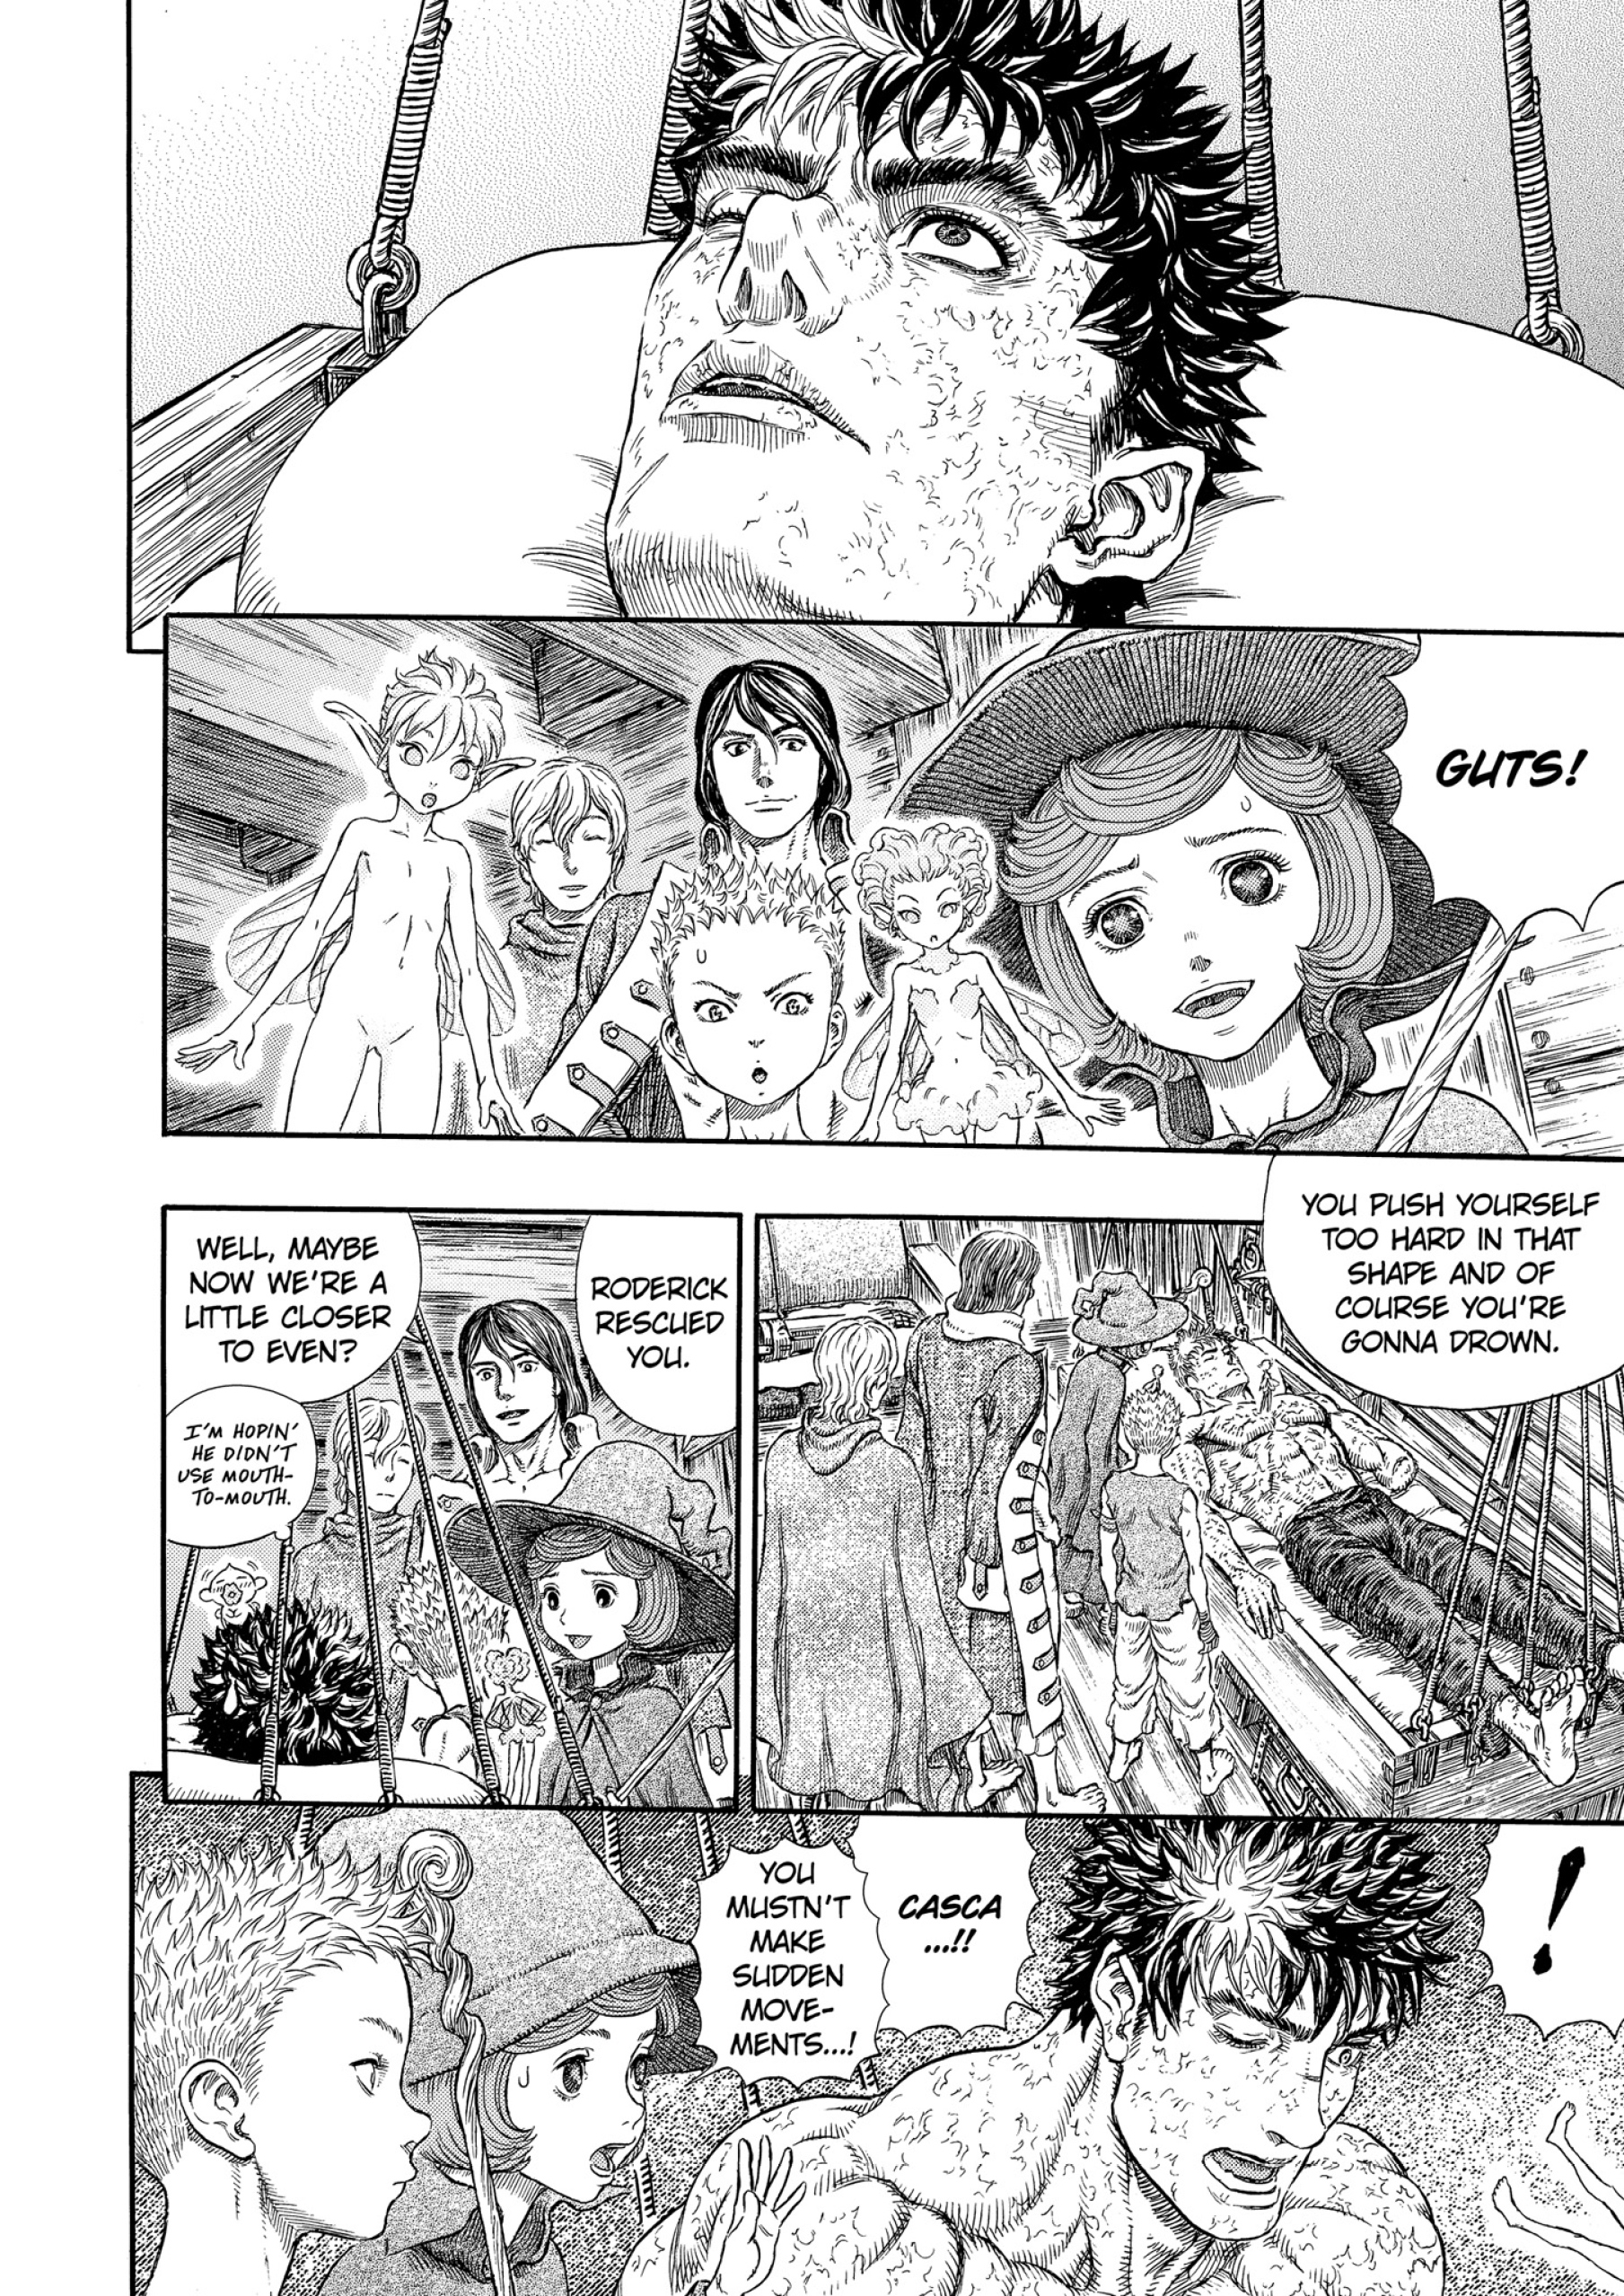 GUTS!
YOU PUSH YOURSELF
TOO HARD IN THAT
SHAPE AND OF
COURSE YOU'RE
GONNA DROWN.
RODERICK
RESCUED
YOU.
WELL, MAYBE
NOW WE'RE A
LITTLE CLOSER
TO EVEN?
I'M HOPIN'
HE DIDN'T
USE MOUTH-
TO-MOUTH.
!
CASCA
...!!
YOU
MUSTN'T
MAKE
SUDDEN
MOVE-
MENTS...!